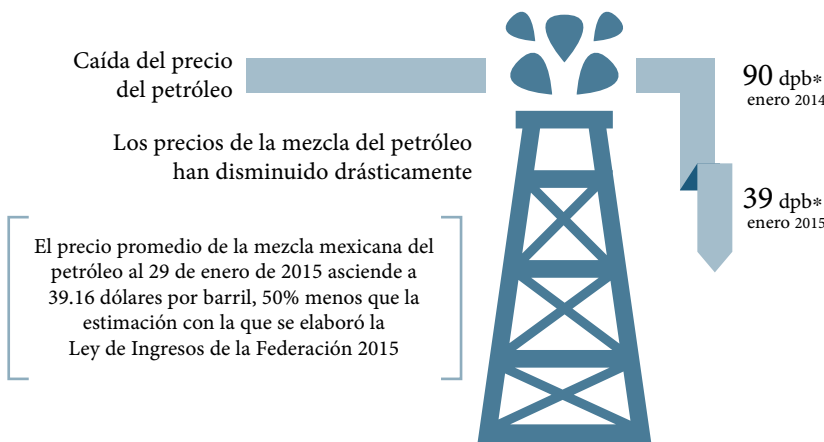 Caída del precio
del petróleo
90 dpb*
enero 2014
Los precios de la mezcla del petróleo
han disminuido drásticamente
39 dpb*
enero 2015
El precio promedio de la mezcla mexicana del
petróleo al 29 de enero de 2015 asciende a
39.16 dólares por barril, 50% menos que la
estimación con la que se elaboró la
Ley de Ingresos de la Federación 2015